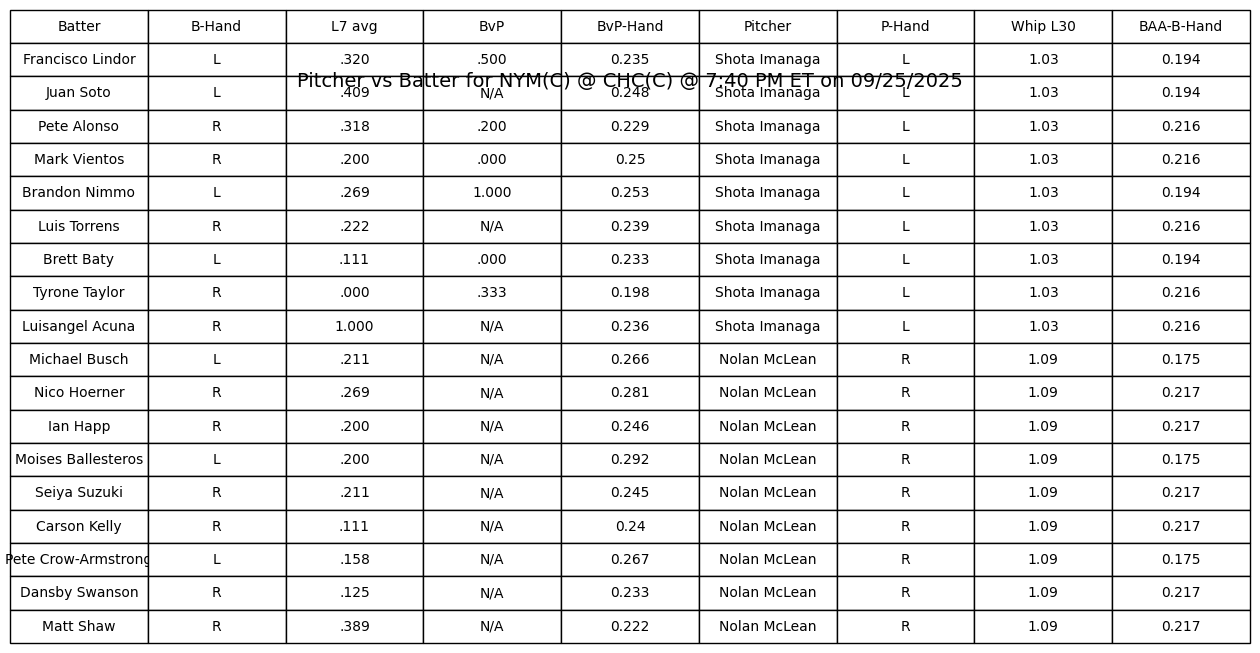 Batter B-Hand L7 avg BvP BvP-Hand Pitcher P-Hand Whip L30 BAA-B-Hand
Francisco Lindor L .320 .500 0.235 Shota Imanaga L 1.03 0.194
Pitcher vs Batter for NYM(C) @ CHC(C) @ 7:40 PM ET on 09/25/2025
Juan Soto L .409 N/A 0.248 Shota Imanaga L 1.03 0.194
Pete Alonso R .318 .200 0.229 Shota Imanaga L 1.03 0.216
Mark Vientos R .200 .000 0.25 Shota Imanaga L 1.03 0.216
Brandon Nimmo L .269 1.000 0.253 Shota Imanaga L 1.03 0.194
Luis Torrens R .222 N/A 0.239 Shota Imanaga L 1.03 0.216
Brett Baty L .111 .000 0.233 Shota Imanaga L 1.03 0.194
Tyrone Taylor R .000 .333 0.198 Shota Imanaga L 1.03 0.216
Luisangel Acuna R 1.000 N/A 0.236 Shota Imanaga L 1.03 0.216
Michael Busch L .211 N/A 0.266 Nolan McLean R 1.09 0.175
Nico Hoerner R .269 N/A 0.281 Nolan McLean R 1.09 0.217
Ian Happ R .200 N/A 0.246 Nolan McLean R 1.09 0.217
Moises Ballesteros L .200 N/A 0.292 Nolan McLean R 1.09 0.175
Seiya Suzuki R .211 N/A 0.245 Nolan McLean R 1.09 0.217
Carson Kelly R .111 N/A 0.24 Nolan McLean R 1.09 0.217
Pete Crow-Armstrong L .158 N/A 0.267 Nolan McLean R 1.09 0.175
Dansby Swanson R .125 N/A 0.233 Nolan McLean R 1.09 0.217
Matt Shaw R .389 N/A 0.222 Nolan McLean R 1.09 0.217